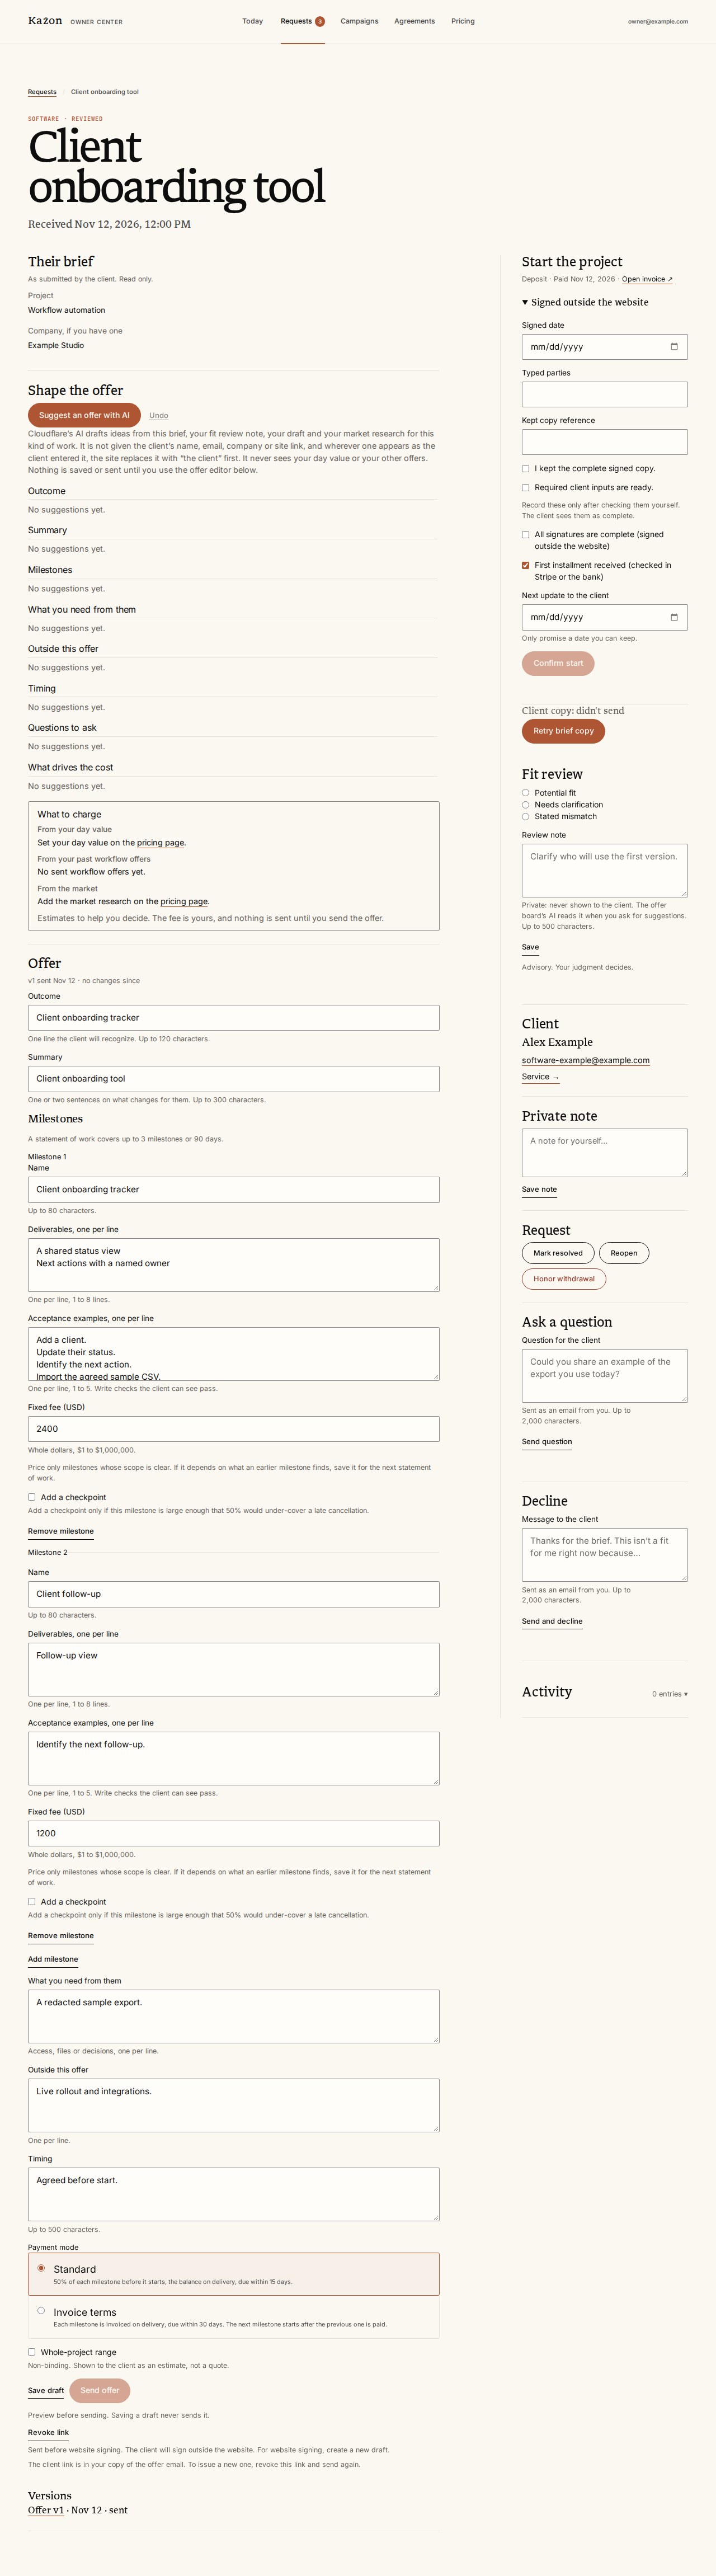 Kazon OWNER CENTER
Today
Requests 3
Campaigns
Agreements
Pricing
owner@example.com
Requests / Client onboarding tool
SOFTWARE · REVIEWED
Client
onboarding tool
Received Nov 12, 2026, 12:00 PM
Their brief
As submitted by the client. Read only.
Project
Workflow automation
Company, if you have one
Example Studio
Shape the offer
Suggest an offer with AI
Undo
Cloudflare's AI drafts ideas from this brief, your fit review note, your draft and your market research for this
kind of work. It is not given the client's name, email, company or site link, and wherever one appears as the
client entered it, the site replaces it with “the client” first. It never sees your day value or your other offers.
Nothing is saved or sent until you use the offer editor below.
Outcome
No suggestions yet.
Summary
No suggestions yet.
Milestones
No suggestions yet.
What you need from them
No suggestions yet.
Outside this offer
No suggestions yet.
Timing
No suggestions yet.
Questions to ask
No suggestions yet.
What drives the cost
No suggestions yet.
What to charge
From your day value
Set your day value on the pricing page.
From your past workflow offers
No sent workflow offers yet.
From the market
Add the market research on the pricing page.
Estimates to help you decide. The fee is yours, and nothing is sent until you send the offer.
Offer
v1 sent Nov 12 · no changes since
Outcome
Client onboarding tracker
One line the client will recognize. Up to 120 characters.
Summary
Client onboarding tool
One or two sentences on what changes for them. Up to 300 characters.
Milestones
A statement of work covers up to 3 milestones or 90 days.
Milestone 1
Name
Client onboarding tracker
Up to 80 characters.
Deliverables, one per line
A shared status view
Next actions with a named owner
One per line, 1 to 8 lines.
Acceptance examples, one per line
Add a client.
Update their status.
Identify the next action.
Import the agreed sample CSV.
One per line, 1 to 5. Write checks the client can see pass.
Fixed fee (USD)
2400
Whole dollars, $1 to $1,000,000.
Price only milestones whose scope is clear. If it depends on what an earlier milestone finds, save it for the next statement
of work.
Add a checkpoint
Add a checkpoint only if this milestone is large enough that 50% would under-cover a late cancellation.
Remove milestone
Milestone 2
Name
Client follow-up
Up to 80 characters.
Deliverables, one per line
Follow-up view
One per line, 1 to 8 lines.
Acceptance examples, one per line
Identify the next follow-up.
One per line, 1 to 5. Write checks the client can see pass.
Fixed fee (USD)
1200
Whole dollars, $1 to $1,000,000.
Price only milestones whose scope is clear. If it depends on what an earlier milestone finds, save it for the next statement
of work.
Add a checkpoint
Add a checkpoint only if this milestone is large enough that 50% would under-cover a late cancellation.
Remove milestone
Add milestone
What you need from them
A redacted sample export.
Access, files or decisions, one per line.
Outside this offer
Live rollout and integrations.
One per line.
Timing
Agreed before start.
Up to 500 characters.
Payment mode
Standard
50% of each milestone before it starts, the balance on delivery, due within 15 days.
Invoice terms
Each milestone is invoiced on delivery, due within 30 days. The next milestone starts after the previous one is paid.
Whole-project range
Non-binding. Shown to the client as an estimate, not a quote.
Save draft
Send offer
Preview before sending. Saving a draft never sends it.
Revoke link
Sent before website signing. The client will sign outside the website. For website signing, create a new draft.
The client link is in your copy of the offer email. To issue a new one, revoke this link and send again.
Versions
Offer v1 · Nov 12 · sent
Start the project
Deposit · Paid Nov 12, 2026 · Open invoice ↗
▼ Signed outside the website
Signed date
mm/dd/yyyy
Typed parties
Kept copy reference
I kept the complete signed copy.
Required client inputs are ready.
Record these only after checking them yourself.
The client sees them as complete.
All signatures are complete (signed
outside the website)
First installment received (checked in
Stripe or the bank)
Next update to the client
mm/dd/yyyy
Only promise a date you can keep.
Confirm start
Client copy: didn't send
Retry brief copy
Fit review
Potential fit
Needs clarification
Stated mismatch
Review note
Clarify who will use the first version.
Private: never shown to the client. The offer
board's AI reads it when you ask for suggestions.
Up to 500 characters.
Save
Advisory. Your judgment decides.
Client
Alex Example
software-example@example.com
Service →
Private note
A note for yourself…
Save note
Request
Mark resolved
Reopen
Honor withdrawal
Ask a question
Question for the client
Could you share an example of the
export you use today?
Sent as an email from you. Up to
2,000 characters.
Send question
Decline
Message to the client
Thanks for the brief. This isn't a fit
for me right now because…
Sent as an email from you. Up to
2,000 characters.
Send and decline
Activity
0 entries ▾